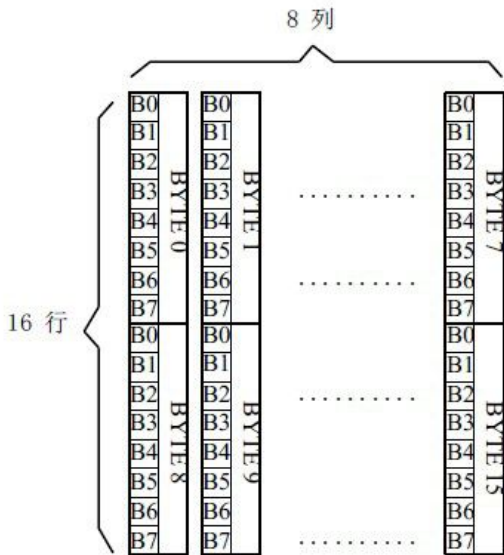 8 列
B0 B0 B0
B1 B1 B1
B2 B2 B2
B3 B3 ·········· B3
B4 B4 B4
B5 B5 B5
B6 B6 ·········· B6
B7 B7 B7
BYTE 0 BYTE 1 BYTE 7
16 行
B0 B0 B0
B1 B1 B1
B2 B2 ·········· B2
B3 B3 B3
B4 B4 B4
B5 B5 B5
B6 B6 B6
B7 B7 ·········· B7
BYTE 8 BYTE 9 BYTE 15